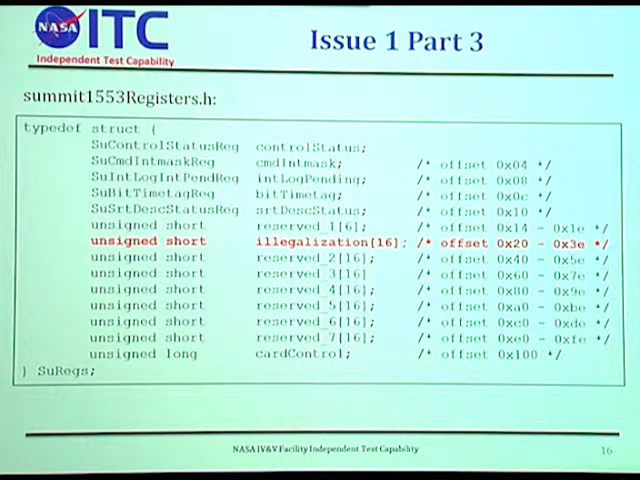 NASA ITC
Independent Test Capability
Issue 1 Part 3
summit1553Registers.h:
typedef struct {
SuControlStatusReg controlStatus;
SuCmdIntmaskReg cmdIntmask; /* offset 0x04 */
SuIntLogIntPendReg intLogPending; /* offset 0x08 */
SuBitTimetagReg bitTimetag; /* offset 0x0c */
SuSrtDescStatusReg srtDescStatus; /* offset 0x10 */
unsigned short reserved_1[6]; /* offset 0x14 - 0x1e */
unsigned short illegalization[16]; /* offset 0x20 - 0x3e */
unsigned short reserved_2[16]; /* offset 0x40 - 0x5e */
unsigned short reserved_3[16] /* offset 0x60 - 0x7e */
unsigned short reserved_4[16]; /* offset 0x80 - 0x9e */
unsigned short reserved_5[16]; /* offset 0xa0 - 0xbe */
unsigned short reserved_6[16]; /* offset 0xc0 - 0xde */
unsigned short reserved_7[16]; /* offset 0xe0 - 0xfe */
unsigned long cardControl; /* offset 0x100 */
} SuRegs;
NASA IV&V Facility Independent Test Capability
16